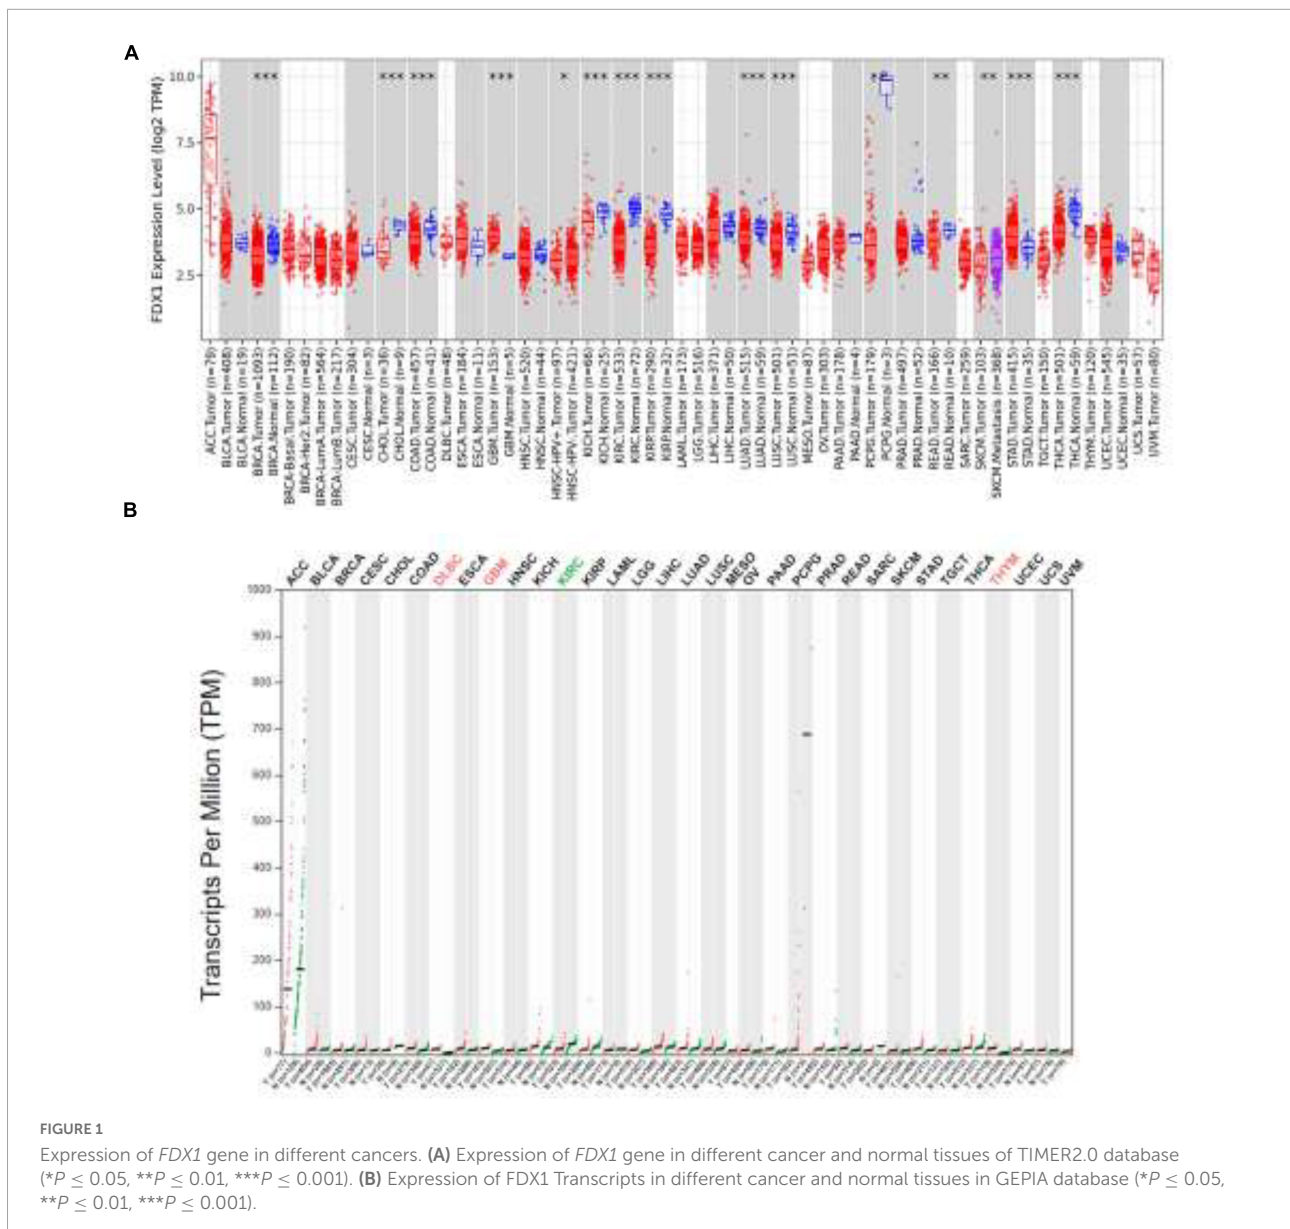 A
FDX1 Expression Level (log2 TPM)
10.0
7.5
5.0
2.5
*** *** *** *** * *** *** *** *** *** * ** ** *** ***
ACC.Tumor (n=79)
BLCA.Tumor (n=408)
BLCA.Normal (n=19)
BRCA.Tumor (n=1093)
BRCA.Normal (n=112)
BRCA-Basal.Tumor (n=190)
BRCA-Her2.Tumor (n=82)
BRCA-LumA.Tumor (n=564)
BRCA-LumB.Tumor (n=217)
CESC.Tumor (n=304)
CESC.Normal (n=3)
CHOL.Tumor (n=36)
CHOL.Normal (n=9)
COAD.Tumor (n=457)
COAD.Normal (n=41)
DLBC.Tumor (n=48)
ESCA.Tumor (n=184)
ESCA.Normal (n=11)
GBM.Tumor (n=153)
GBM.Normal (n=5)
HNSC.Tumor (n=520)
HNSC.Normal (n=44)
HNSC-HPV+.Tumor (n=97)
HNSC-HPV-.Tumor (n=421)
KICH.Tumor (n=66)
KICH.Normal (n=25)
KIRC.Tumor (n=533)
KIRC.Normal (n=72)
KIRP.Tumor (n=290)
KIRP.Normal (n=32)
LAML.Tumor (n=173)
LGG.Tumor (n=516)
LIHC.Tumor (n=371)
LIHC.Normal (n=50)
LUAD.Tumor (n=515)
LUAD.Normal (n=59)
LUSC.Tumor (n=501)
LUSC.Normal (n=51)
MESO.Tumor (n=87)
OV.Tumor (n=303)
PAAD.Tumor (n=178)
PAAD.Normal (n=4)
PCPG.Tumor (n=179)
PCPG.Normal (n=3)
PRAD.Tumor (n=497)
PRAD.Normal (n=52)
READ.Tumor (n=166)
READ.Normal (n=10)
SARC.Tumor (n=259)
SKCM.Tumor (n=103)
SKCM.Metastasis (n=368)
STAD.Tumor (n=415)
STAD.Normal (n=35)
TGCT.Tumor (n=150)
THCA.Tumor (n=501)
THCA.Normal (n=59)
THYM.Tumor (n=120)
UCEC.Tumor (n=545)
UCEC.Normal (n=35)
UCS.Tumor (n=57)
UVM.Tumor (n=80)
B
ACC
BLCA
BRCA
CESC
CHOL
COAD
DLBC
ESCA
GBM
HNSC
KICH
KIRC
KIRP
LAML
LGG
LIHC
LUAD
LUSC
MESO
OV
PAAD
PCPG
PRAD
READ
SARC
SKCM
STAD
TGCT
THCA
THYM
UCEC
UCS
UVM
Transcripts Per Million (TPM)
1000
900
800
700
600
500
400
300
200
100
0
FIGURE 1
Expression of FDX1 gene in different cancers. (A) Expression of FDX1 gene in different cancer and normal tissues of TIMER2.0 database
(*P ≤ 0.05, **P ≤ 0.01, ***P ≤ 0.001). (B) Expression of FDX1 Transcripts in different cancer and normal tissues in GEPIA database (*P ≤ 0.05,
**P ≤ 0.01, ***P ≤ 0.001).